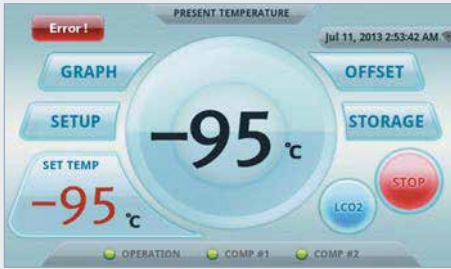 PRESENT TEMPERATURE
Error!
Jul 11, 2013 2:53:42 AM
GRAPH
OFFSET
SETUP
STORAGE
-95 ℃
SET TEMP
-95 ℃
LCO2
STOP
OPERATION COMP #1 COMP #2